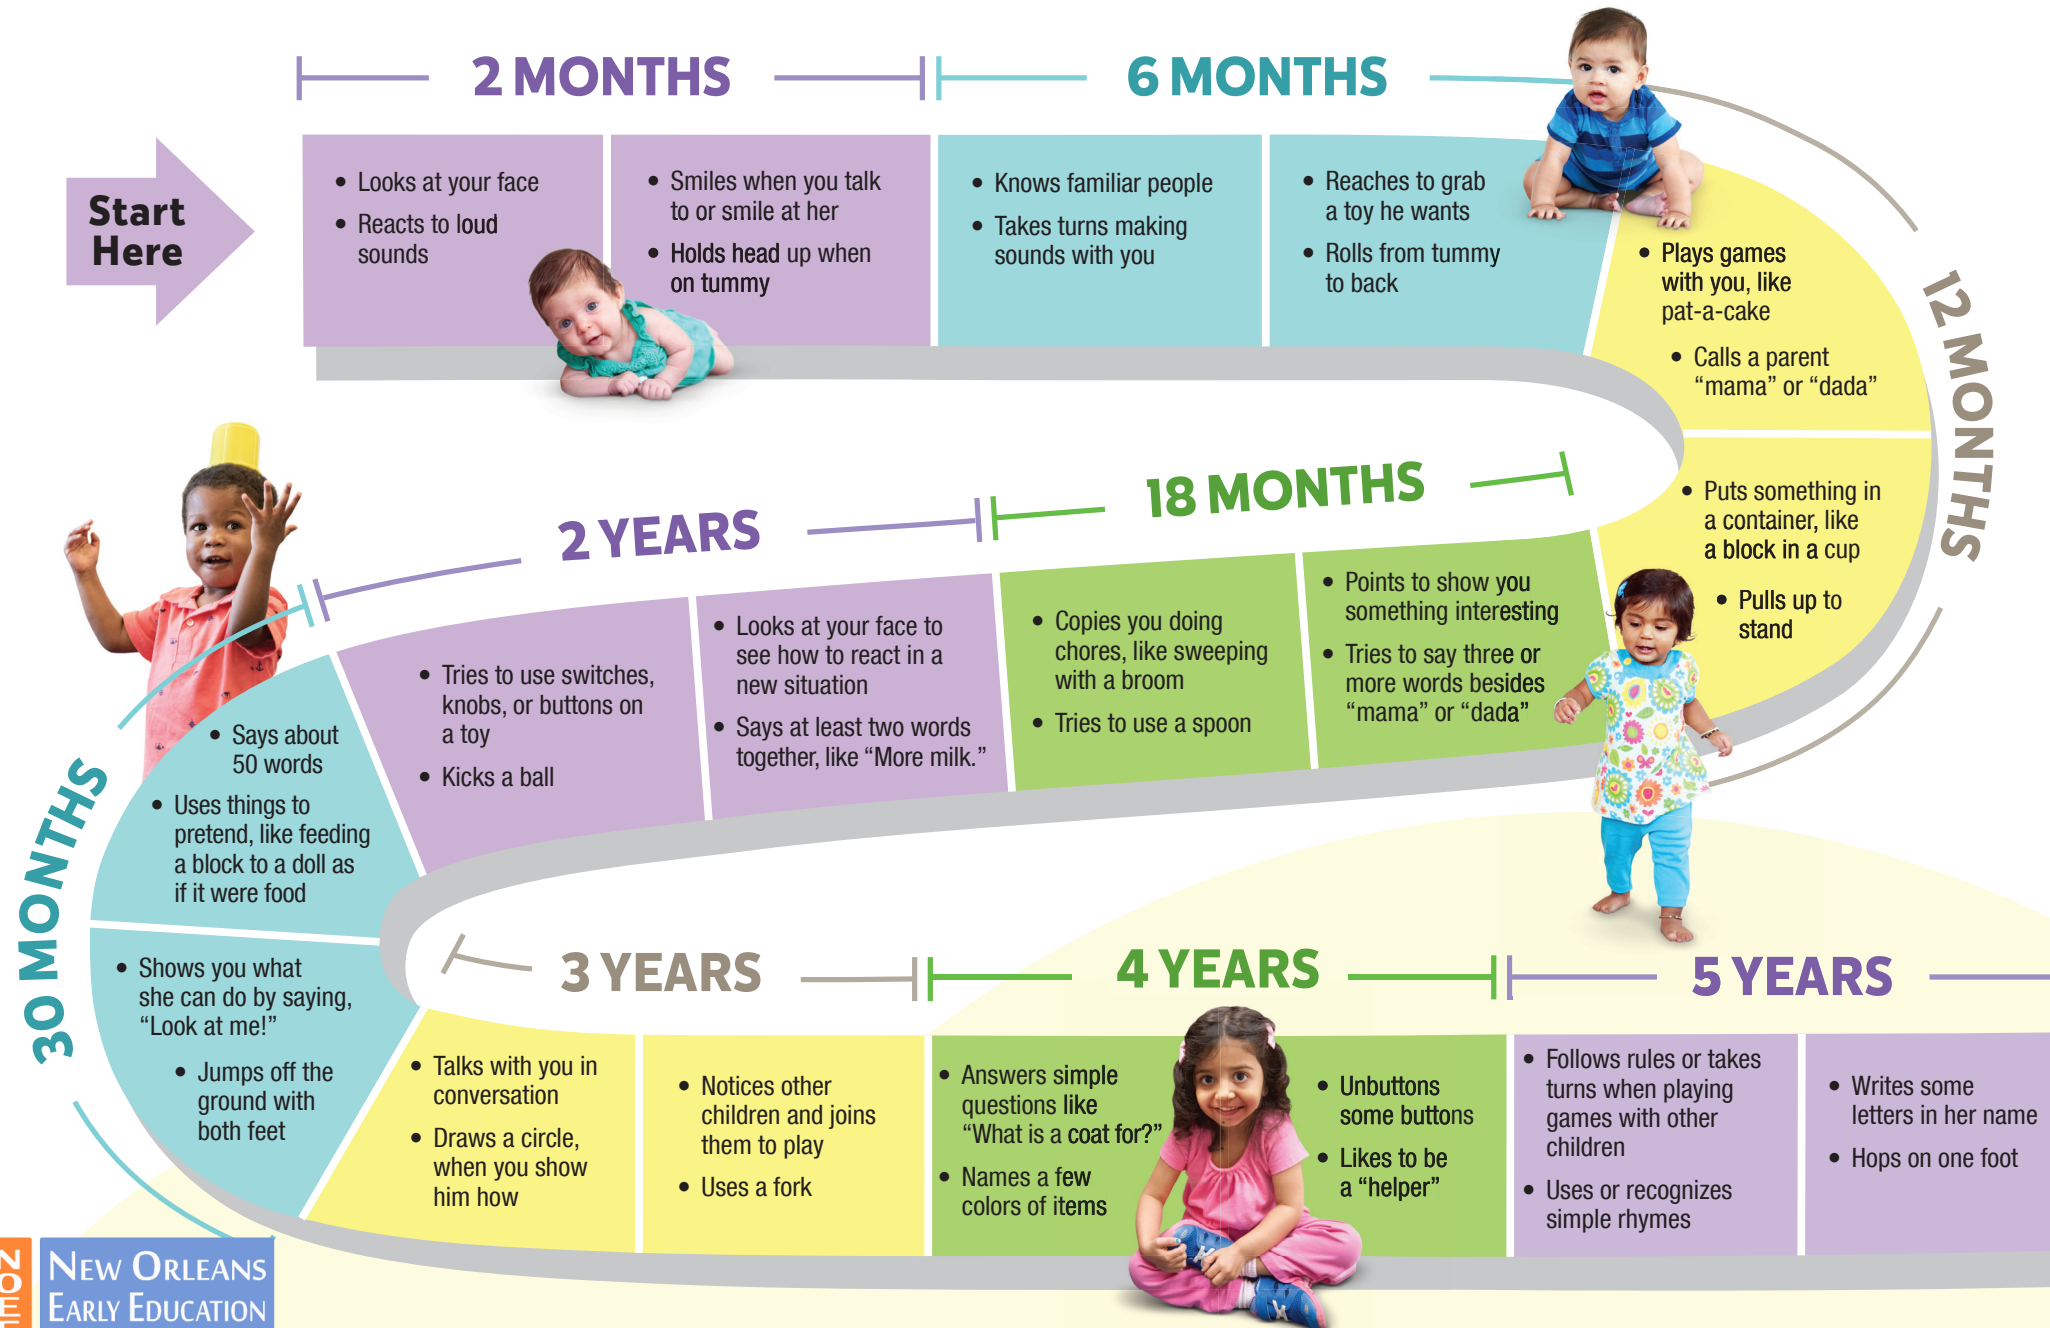 2 MONTHS
6 MONTHS
Start
Here
• Looks at your face
• Reacts to loud
sounds
• Smiles when you talk
to or smile at her
• Holds head up when
on tummy
• Knows familiar people
• Takes turns making
sounds with you
• Reaches to grab
a toy he wants
• Rolls from tummy
to back
12 MONTHS
• Plays games
with you, like
pat-a-cake
• Calls a parent
“mama” or “dada”
• Puts something in
a container, like
a block in a cup
• Pulls up to
stand
18 MONTHS
• Points to show you
something interesting
• Tries to say three or
more words besides
“mama” or “dada”
• Copies you doing
chores, like sweeping
with a broom
• Tries to use a spoon
2 YEARS
• Looks at your face to
see how to react in a
new situation
• Says at least two words
together, like “More milk.”
• Tries to use switches,
knobs, or buttons on
a toy
• Kicks a ball
30 MONTHS
• Says about
50 words
• Uses things to
pretend, like feeding
a block to a doll as
if it were food
• Shows you what
she can do by saying,
“Look at me!”
• Jumps off the
ground with
both feet
3 YEARS
• Talks with you in
conversation
• Draws a circle,
when you show
him how
• Notices other
children and joins
them to play
• Uses a fork
4 YEARS
• Answers simple
questions like
“What is a coat for?”
• Names a few
colors of items
• Unbuttons
some buttons
• Likes to be
a “helper”
5 YEARS
• Follows rules or takes
turns when playing
games with other
children
• Uses or recognizes
simple rhymes
• Writes some
letters in her name
• Hops on one foot
NEW ORLEANS
EARLY EDUCATION